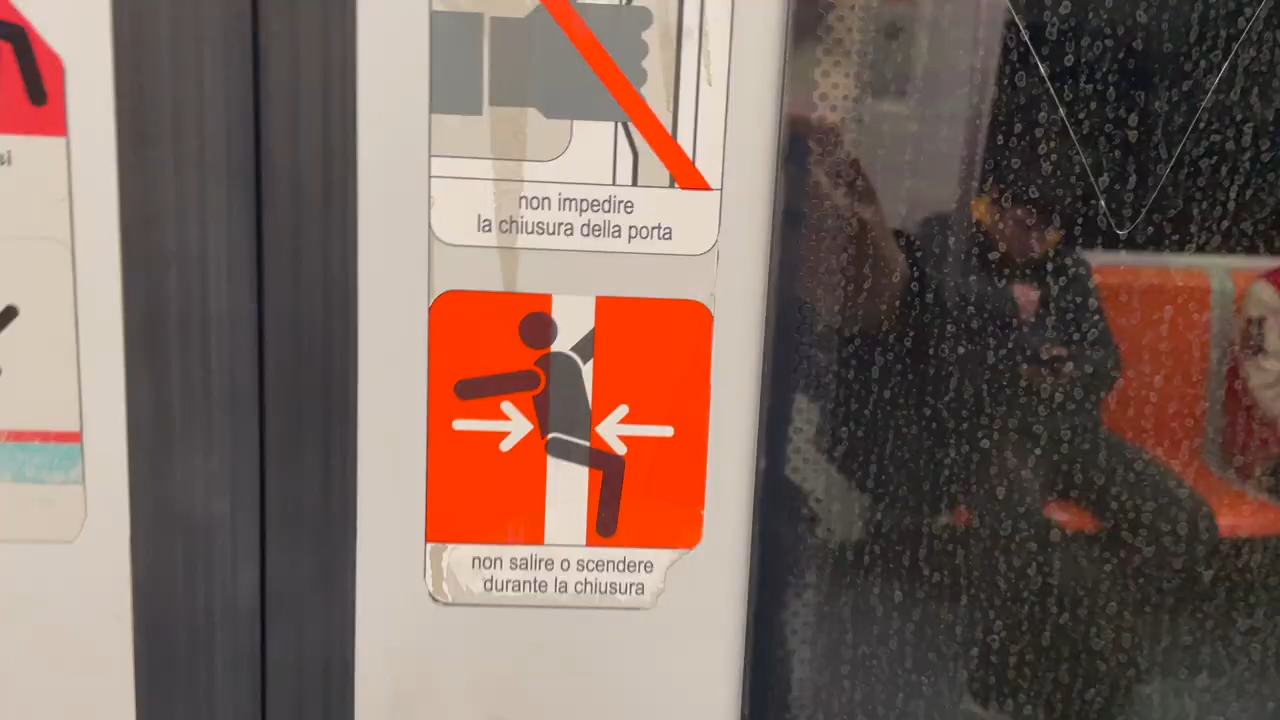 non impedire
la chiusura della porta
non salire o scendere
durante la chiusura